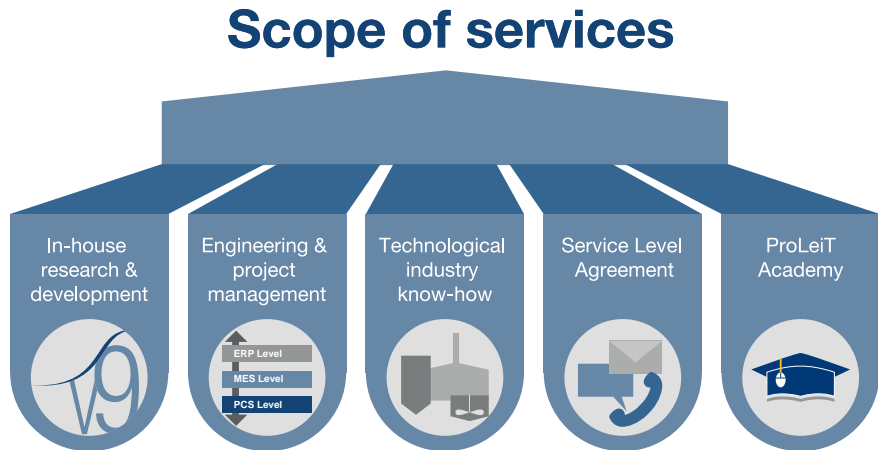 Scope of services
In-house
research &
development
Engineering &
project
management
Technological
industry
know-how
Service Level
Agreement
ProLeiT
Academy
V9
ERP Level
MES Level
PCS Level